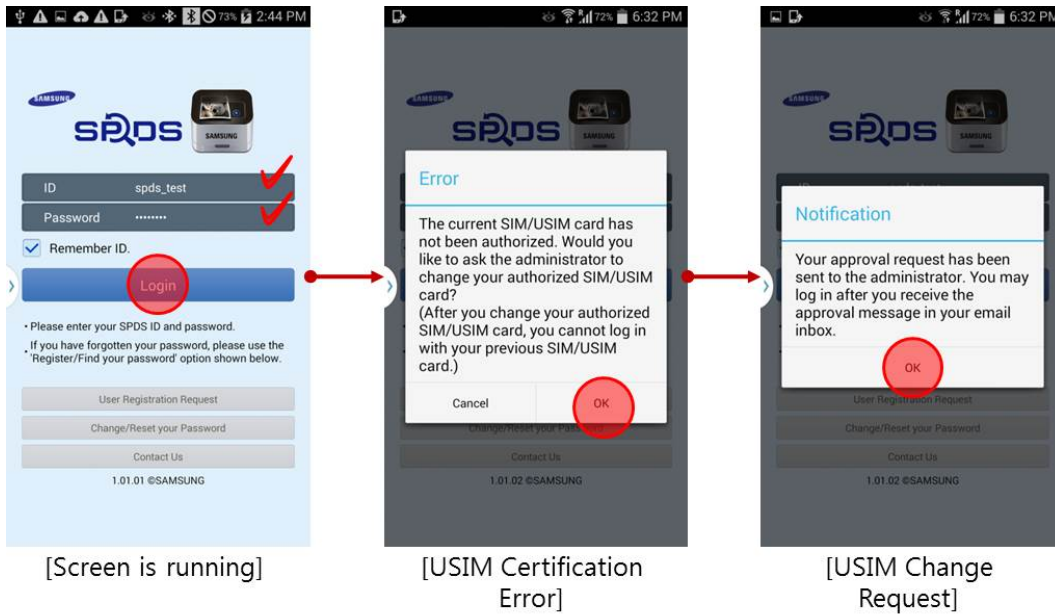 73% 2:44 PM
SAMSUNG
SPDS
SAMSUNG
ID spds_test
Password ········
Remember ID.
Login
• Please enter your SPDS ID and password.
• If you have forgotten your password, please use the
'Register/Find your password' option shown below.
User Registration Request
Change/Reset your Password
Contact Us
1.01.01 ©SAMSUNG
[Screen is running]
R 72% 6:32 PM
SAMSUNG
SPDS
SAMSUNG
Error
The current SIM/USIM card has
not been authorized. Would you
like to ask the administrator to
change your authorized SIM/USIM
card?
(After you change your authorized
SIM/USIM card, you cannot log in
with your previous SIM/USIM
card.)
Cancel OK
Change/Reset your Password
Contact Us
1.01.02 ©SAMSUNG
[USIM Certification
Error]
R 72% 6:32 PM
SAMSUNG
SPDS
SAMSUNG
Notification
Your approval request has been
sent to the administrator. You may
log in after you receive the
approval message in your email
inbox.
OK
User Registration Request
Change/Reset your Password
Contact Us
1.01.02 ©SAMSUNG
[USIM Change
Request]